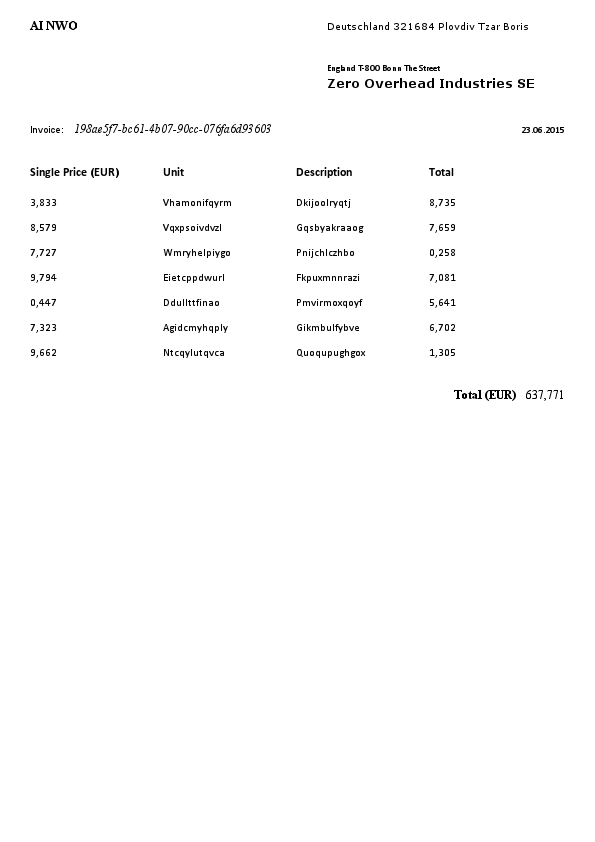 AI NWO
Deutschland 321684 Plovdiv Tzar Boris
England T-800 Bonn The Street
Zero Overhead Industries SE
Invoice: 198ae5f7-bc61-4b07-90cc-076fa6d93603 23.06.2015
Single Price (EUR) Unit Description Total
3,833 Vhamonifqyrm Dkijoolryqtj 8,735
8,579 Vqxpsoivdvzl Gqsbyakraaog 7,659
7,727 Wmryhelpiygo Pnijchlczhbo 0,258
9,794 Eietcppdwurl Fkpuxmnnrazi 7,081
0,447 Ddullttfinao Pmvirmoxqoyf 5,641
7,323 Agidcmyhqply Gikmbulfybve 6,702
9,662 Ntcqylutqvca Quoqupughgox 1,305
Total (EUR) 637,771